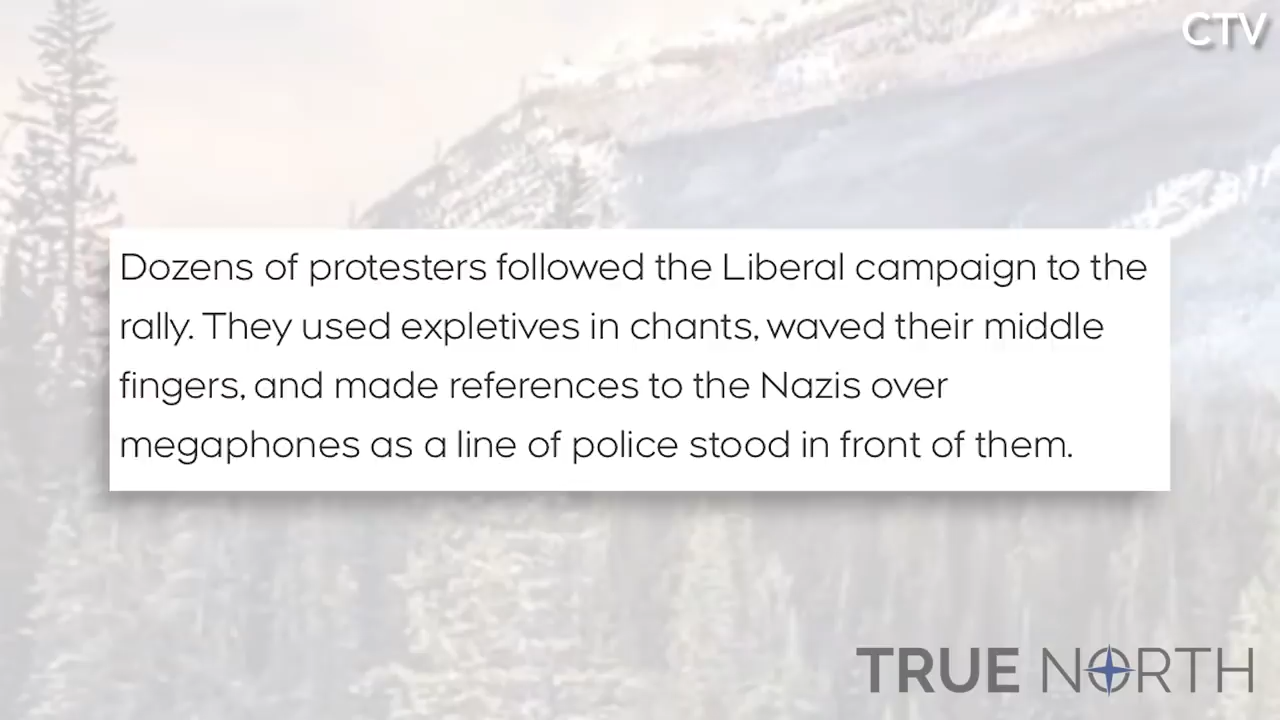 CTV
Dozens of protesters followed the Liberal campaign to the
rally. They used expletives in chants, waved their middle
fingers, and made references to the Nazis over
megaphones as a line of police stood in front of them.
TRUE NORTH